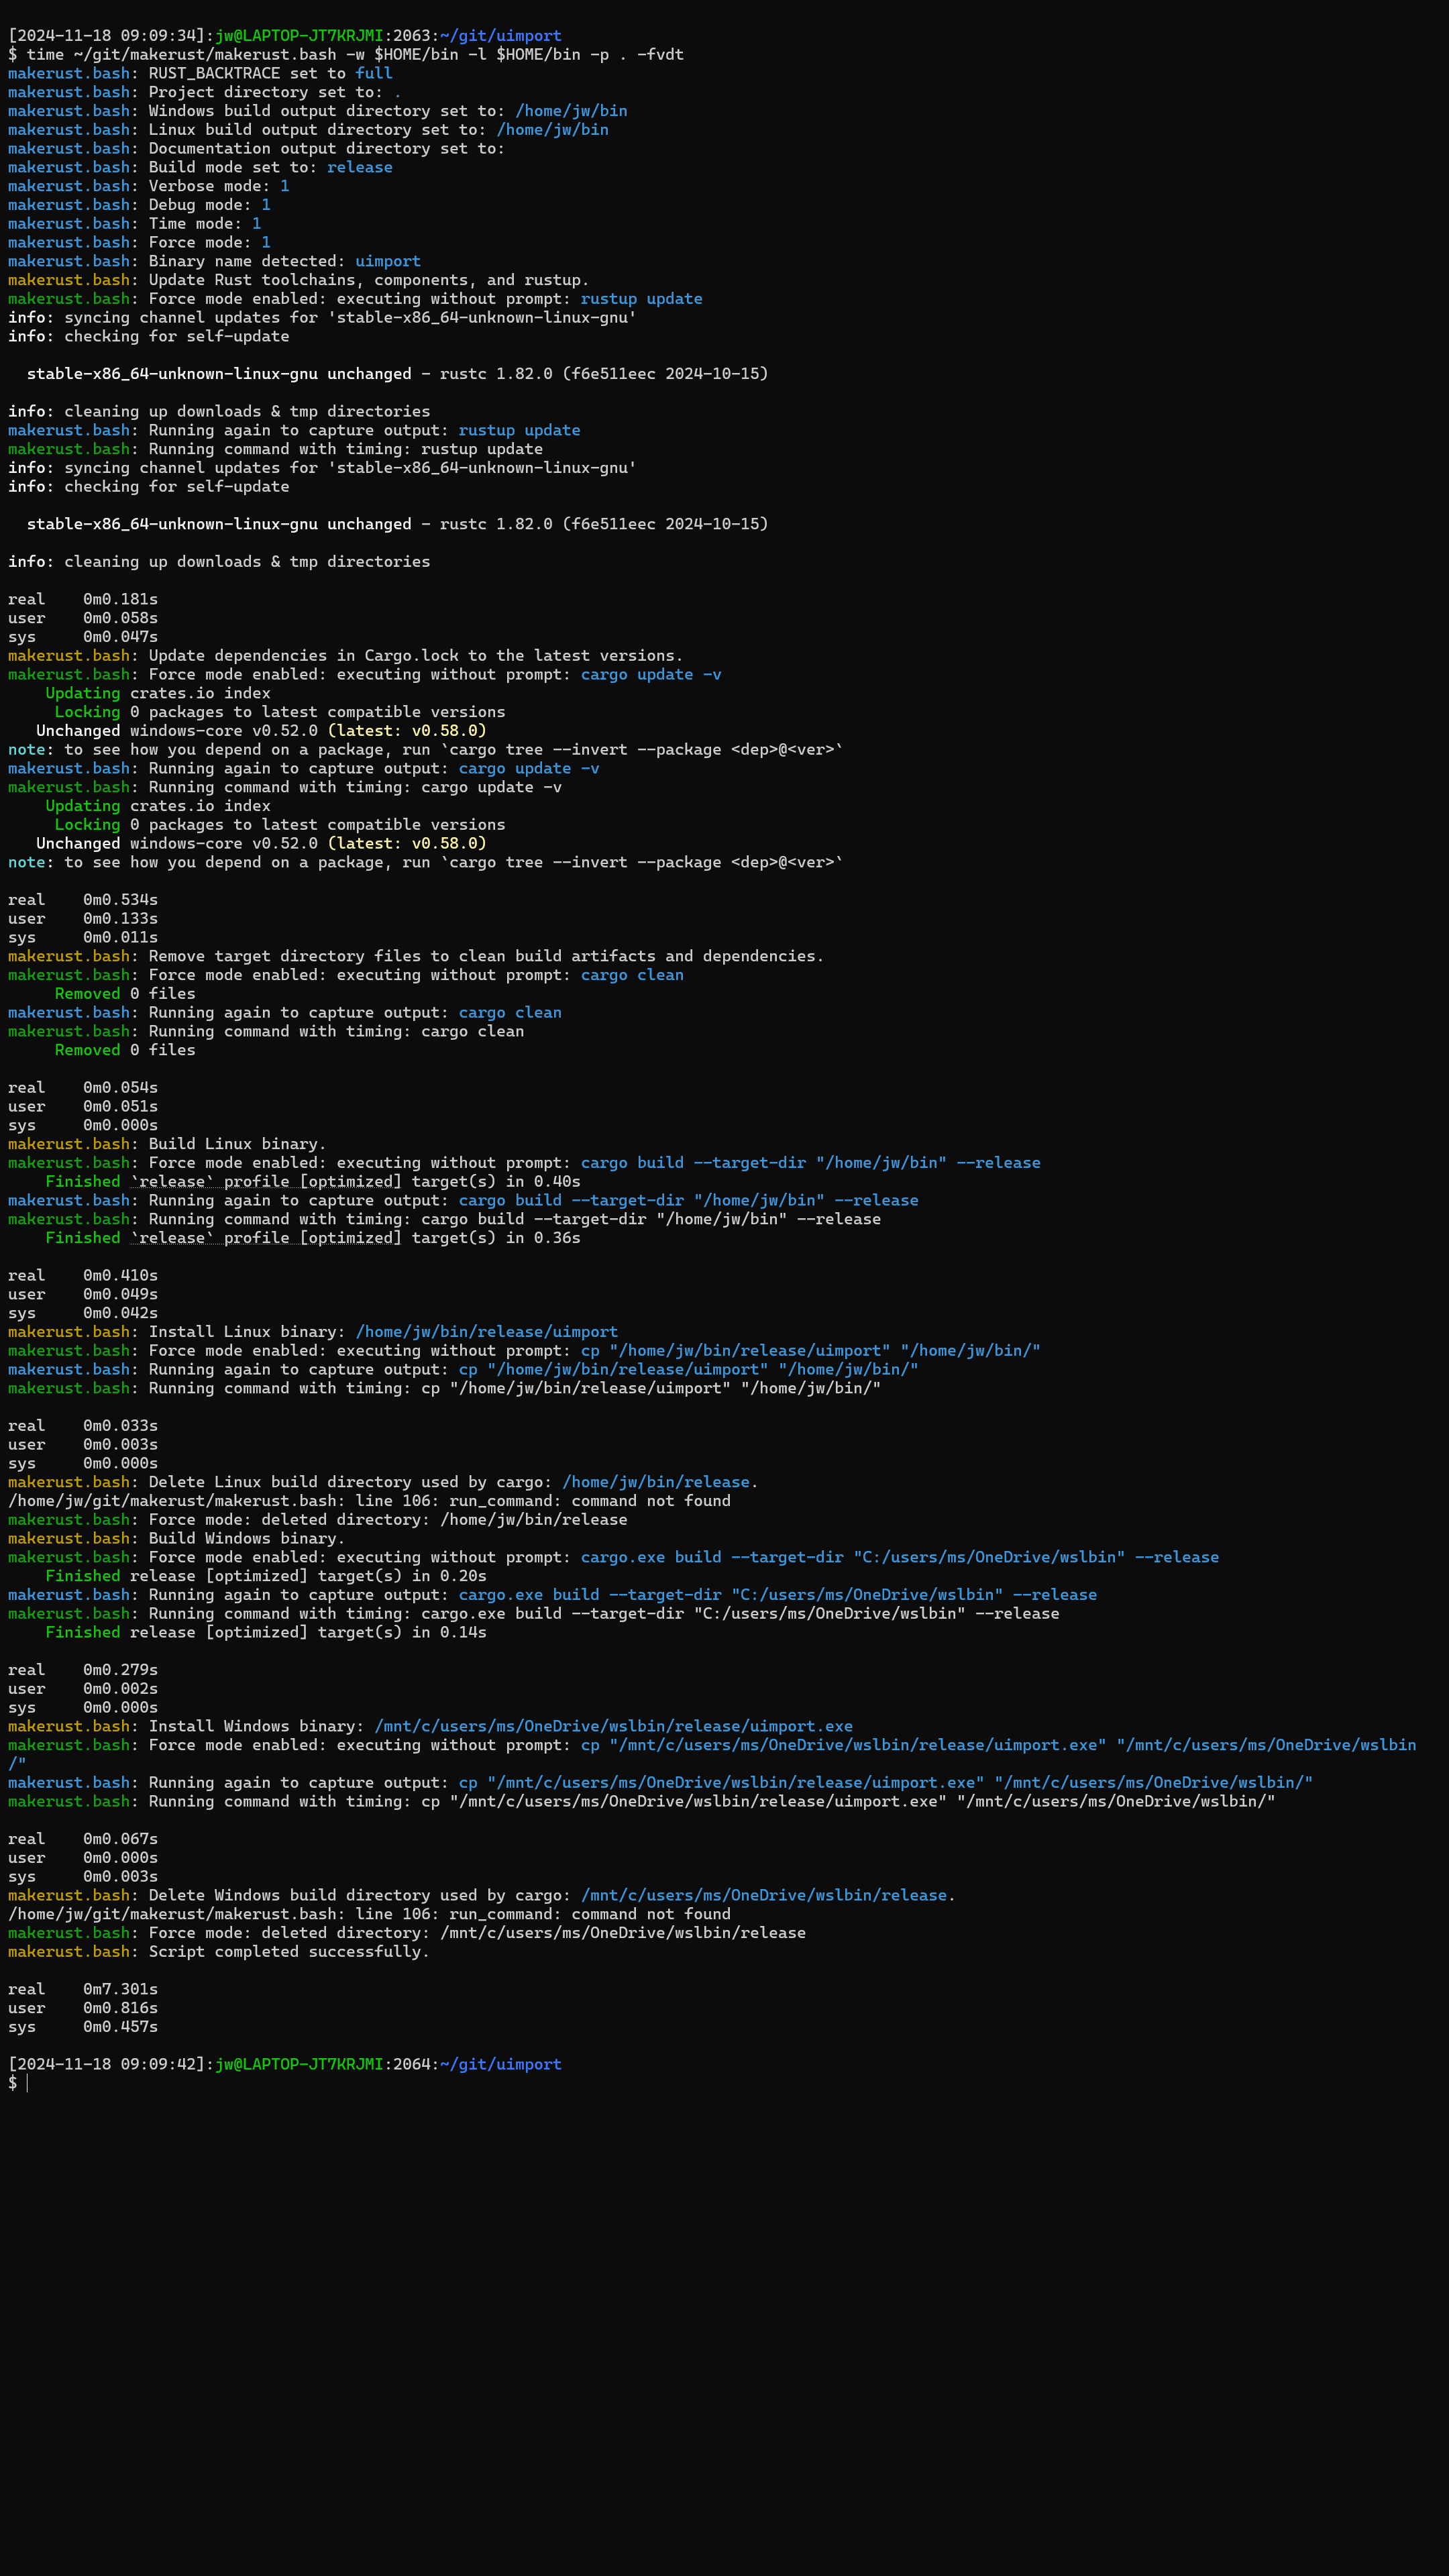 [2024-11-18 09:09:34]:jw@LAPTOP-JT7KRJMI:2063:~/git/uimport
$ time ~/git/makerust/makerust.bash -w $HOME/bin -l $HOME/bin -p . -fvdt
makerust.bash: RUST_BACKTRACE set to full
makerust.bash: Project directory set to: .
makerust.bash: Windows build output directory set to: /home/jw/bin
makerust.bash: Linux build output directory set to: /home/jw/bin
makerust.bash: Documentation output directory set to:
makerust.bash: Build mode set to: release
makerust.bash: Verbose mode: 1
makerust.bash: Debug mode: 1
makerust.bash: Time mode: 1
makerust.bash: Force mode: 1
makerust.bash: Binary name detected: uimport
makerust.bash: Update Rust toolchains, components, and rustup.
makerust.bash: Force mode enabled: executing without prompt: rustup update
info: syncing channel updates for 'stable-x86_64-unknown-linux-gnu'
info: checking for self-update
  stable-x86_64-unknown-linux-gnu unchanged - rustc 1.82.0 (f6e511eec 2024-10-15)
info: cleaning up downloads & tmp directories
makerust.bash: Running again to capture output: rustup update
makerust.bash: Running command with timing: rustup update
info: syncing channel updates for 'stable-x86_64-unknown-linux-gnu'
info: checking for self-update
  stable-x86_64-unknown-linux-gnu unchanged - rustc 1.82.0 (f6e511eec 2024-10-15)
info: cleaning up downloads & tmp directories
real    0m0.181s
user    0m0.058s
sys     0m0.047s
makerust.bash: Update dependencies in Cargo.lock to the latest versions.
makerust.bash: Force mode enabled: executing without prompt: cargo update -v
    Updating crates.io index
     Locking 0 packages to latest compatible versions
   Unchanged windows-core v0.52.0 (latest: v0.58.0)
note: to see how you depend on a package, run `cargo tree --invert --package <dep>@<ver>`
makerust.bash: Running again to capture output: cargo update -v
makerust.bash: Running command with timing: cargo update -v
    Updating crates.io index
     Locking 0 packages to latest compatible versions
   Unchanged windows-core v0.52.0 (latest: v0.58.0)
note: to see how you depend on a package, run `cargo tree --invert --package <dep>@<ver>`
real    0m0.534s
user    0m0.133s
sys     0m0.011s
makerust.bash: Remove target directory files to clean build artifacts and dependencies.
makerust.bash: Force mode enabled: executing without prompt: cargo clean
     Removed 0 files
makerust.bash: Running again to capture output: cargo clean
makerust.bash: Running command with timing: cargo clean
     Removed 0 files
real    0m0.054s
user    0m0.051s
sys     0m0.000s
makerust.bash: Build Linux binary.
makerust.bash: Force mode enabled: executing without prompt: cargo build --target-dir "/home/jw/bin" --release
    Finished `release` profile [optimized] target(s) in 0.40s
makerust.bash: Running again to capture output: cargo build --target-dir "/home/jw/bin" --release
makerust.bash: Running command with timing: cargo build --target-dir "/home/jw/bin" --release
    Finished `release` profile [optimized] target(s) in 0.36s
real    0m0.410s
user    0m0.049s
sys     0m0.042s
makerust.bash: Install Linux binary: /home/jw/bin/release/uimport
makerust.bash: Force mode enabled: executing without prompt: cp "/home/jw/bin/release/uimport" "/home/jw/bin/"
makerust.bash: Running again to capture output: cp "/home/jw/bin/release/uimport" "/home/jw/bin/"
makerust.bash: Running command with timing: cp "/home/jw/bin/release/uimport" "/home/jw/bin/"
real    0m0.033s
user    0m0.003s
sys     0m0.000s
makerust.bash: Delete Linux build directory used by cargo: /home/jw/bin/release.
/home/jw/git/makerust/makerust.bash: line 106: run_command: command not found
makerust.bash: Force mode: deleted directory: /home/jw/bin/release
makerust.bash: Build Windows binary.
makerust.bash: Force mode enabled: executing without prompt: cargo.exe build --target-dir "C:/users/ms/OneDrive/wslbin" --release
    Finished release [optimized] target(s) in 0.20s
makerust.bash: Running again to capture output: cargo.exe build --target-dir "C:/users/ms/OneDrive/wslbin" --release
makerust.bash: Running command with timing: cargo.exe build --target-dir "C:/users/ms/OneDrive/wslbin" --release
    Finished release [optimized] target(s) in 0.14s
real    0m0.279s
user    0m0.002s
sys     0m0.000s
makerust.bash: Install Windows binary: /mnt/c/users/ms/OneDrive/wslbin/release/uimport.exe
makerust.bash: Force mode enabled: executing without prompt: cp "/mnt/c/users/ms/OneDrive/wslbin/release/uimport.exe" "/mnt/c/users/ms/OneDrive/wslbin
/"
makerust.bash: Running again to capture output: cp "/mnt/c/users/ms/OneDrive/wslbin/release/uimport.exe" "/mnt/c/users/ms/OneDrive/wslbin/"
makerust.bash: Running command with timing: cp "/mnt/c/users/ms/OneDrive/wslbin/release/uimport.exe" "/mnt/c/users/ms/OneDrive/wslbin/"
real    0m0.067s
user    0m0.000s
sys     0m0.003s
makerust.bash: Delete Windows build directory used by cargo: /mnt/c/users/ms/OneDrive/wslbin/release.
/home/jw/git/makerust/makerust.bash: line 106: run_command: command not found
makerust.bash: Force mode: deleted directory: /mnt/c/users/ms/OneDrive/wslbin/release
makerust.bash: Script completed successfully.
real    0m7.301s
user    0m0.816s
sys     0m0.457s
[2024-11-18 09:09:42]:jw@LAPTOP-JT7KRJMI:2064:~/git/uimport
$